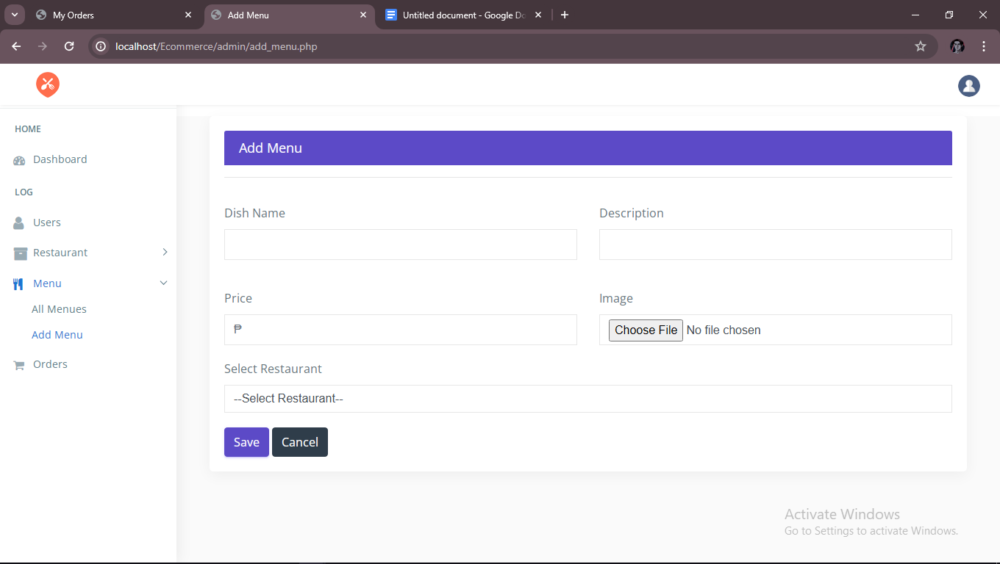 My Orders
Add Menu
Untitled document - Google Do
localhost/Ecommerce/admin/add_menu.php
HOME
Dashboard
LOG
Users
Restaurant
Menu
All Menues
Add Menu
Orders
Add Menu
Dish Name
Description
Price
Image
₱
Choose File No file chosen
Select Restaurant
--Select Restaurant--
Save Cancel
Activate Windows
Go to Settings to activate Windows.